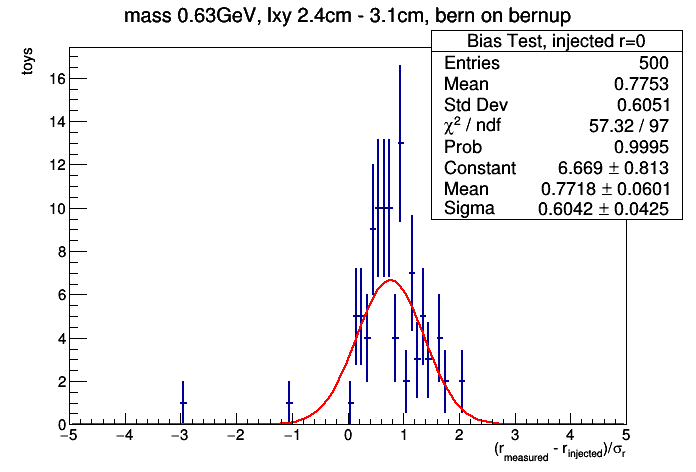 mass 0.63GeV, lxy 2.4cm - 3.1cm, bern on bernup
Bias Test, injected r=0
Entries 500
Mean 0.7753
Std Dev 0.6051
χ² / ndf 57.32 / 97
Prob 0.9995
Constant 6.669 ± 0.813
Mean 0.7718 ± 0.0601
Sigma 0.6042 ± 0.0425
toys
16
14
12
10
8
6
4
2
0
−5 −4 −3 −2 −1 0 1 2 3 4 5
(r_measured - r_injected)/σ_r